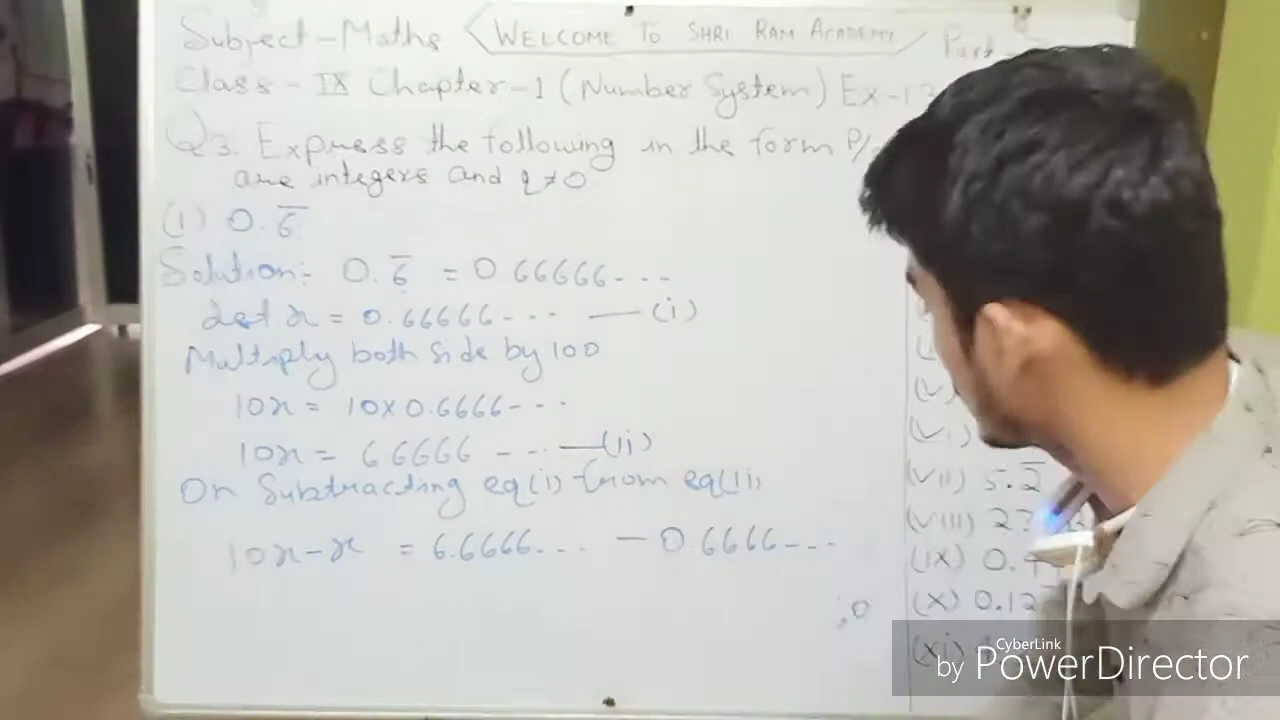 Subject - Maths WELCOME TO SHRI RAM ACADEMY Part
Class - IX Chapter - 1 (Number System) Ex - 1
Q3. Express the following in the form P/
are integers and q≠0
(1) 0.6̅
Solution:- 0.6̅ = 0 66666---
Let x = 0.66666--- —(i)
Multiply both side by 100
10x = 10×0.6666---
10x = 6 6666 --- —(ii)
On Subtracting eq(i) from eq(ii)
10x-x = 6.6666... - 0.6666---
(V)
(Vi)
(VII) 5.2̅
(VIII) 27
(IX) 0.
(X) 0.12
(xi)
CyberLink
by PowerDirector